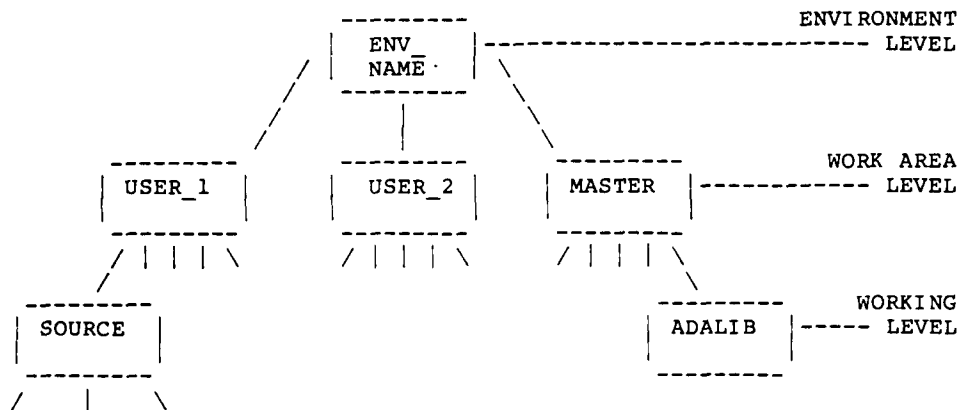 ENVIRONMENT
ENV_ LEVEL
NAME
WORK AREA
USER_1 USER_2 MASTER LEVEL
WORKING
SOURCE ADALIB LEVEL